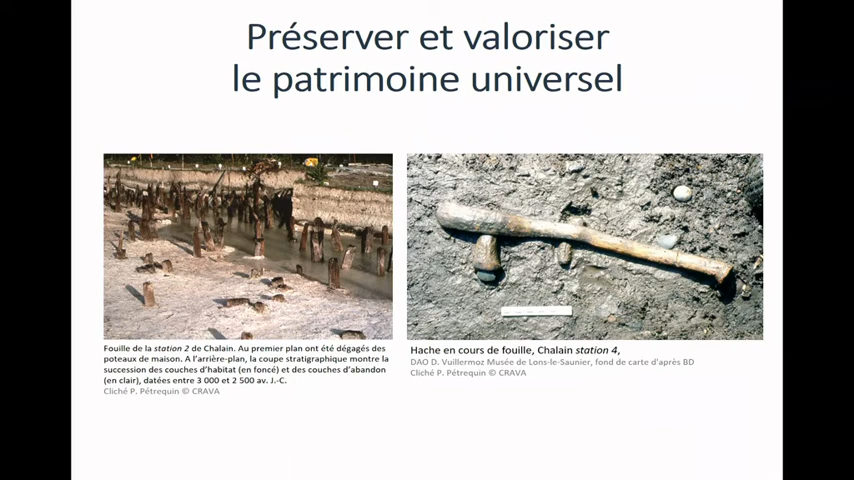 Préserver et valoriser
le patrimoine universel
Fouille de la station 2 de Chalain. Au premier plan ont été dégagés des
poteaux de maison. A l'arrière-plan, la coupe stratigraphique montre la
succession des couches d'habitat (en foncé) et des couches d'abandon
(en clair), datées entre 3 000 et 2 500 av. J.-C.
Cliché P. Pétrequin © CRAVA
Hache en cours de fouille, Chalain station 4,
DAO D. Vuillermoz Musée de Lons-le-Saunier, fond de carte d'après BD
Cliché P. Pétrequin © CRAVA